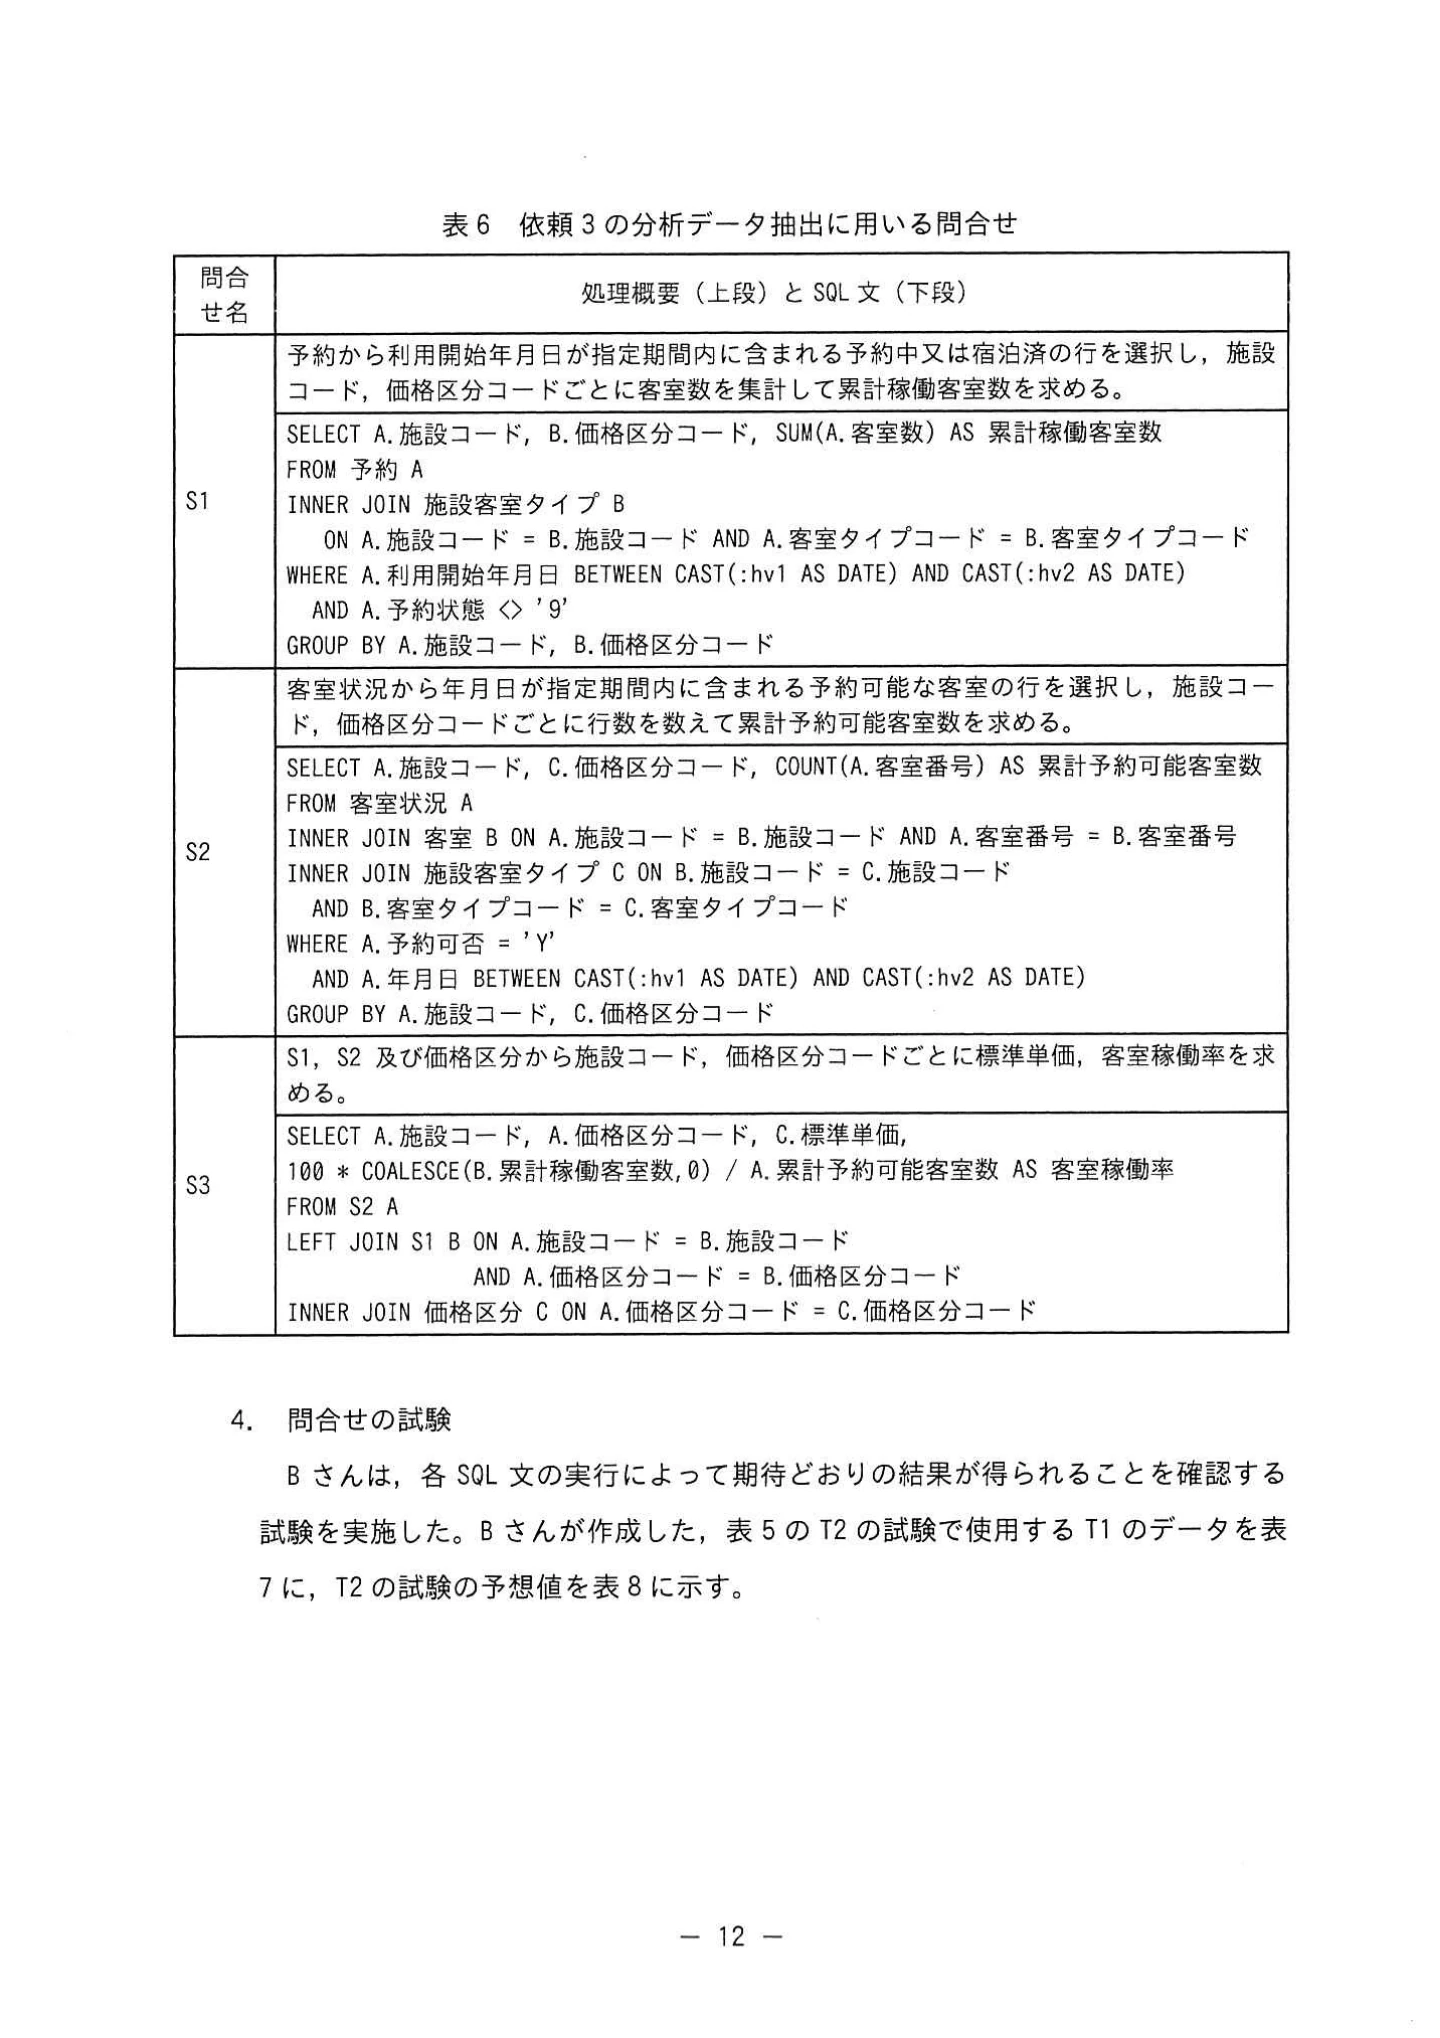 表6　依頼3の分析データ抽出に用いる問合せ
問合
せ名
処理概要（上段）と SQL 文（下段）
S1
予約から利用開始年月日が指定期間内に含まれる予約中又は宿泊済の行を選択し，施設
コード，価格区分コードごとに客室数を集計して累計稼働客室数を求める。
SELECT A.施設コード, B.価格区分コード, SUM(A.客室数) AS 累計稼働客室数
FROM 予約 A
INNER JOIN 施設客室タイプ B
ON A.施設コード = B.施設コード AND A.客室タイプコード = B.客室タイプコード
WHERE A.利用開始年月日 BETWEEN CAST(:hv1 AS DATE) AND CAST(:hv2 AS DATE)
AND A.予約状態 <> '9'
GROUP BY A.施設コード, B.価格区分コード
S2
客室状況から年月日が指定期間内に含まれる予約可能な客室の行を選択し，施設コー
ド，価格区分コードごとに行数を数えて累計予約可能客室数を求める。
SELECT A.施設コード, C.価格区分コード, COUNT(A.客室番号) AS 累計予約可能客室数
FROM 客室状況 A
INNER JOIN 客室 B ON A.施設コード = B.施設コード AND A.客室番号 = B.客室番号
INNER JOIN 施設客室タイプ C ON B.施設コード = C.施設コード
AND B.客室タイプコード = C.客室タイプコード
WHERE A.予約可否 = 'Y'
AND A.年月日 BETWEEN CAST(:hv1 AS DATE) AND CAST(:hv2 AS DATE)
GROUP BY A.施設コード, C.価格区分コード
S3
S1，S2 及び価格区分から施設コード，価格区分コードごとに標準単価，客室稼働率を求
める。
SELECT A.施設コード, A.価格区分コード, C.標準単価,
100 * COALESCE(B.累計稼働客室数,0) / A.累計予約可能客室数 AS 客室稼働率
FROM S2 A
LEFT JOIN S1 B ON A.施設コード = B.施設コード
AND A.価格区分コード = B.価格区分コード
INNER JOIN 価格区分 C ON A.価格区分コード = C.価格区分コード
4.　問合せの試験
B さんは，各 SQL 文の実行によって期待どおりの結果が得られることを確認する
試験を実施した。B さんが作成した，表 5 の T2 の試験で使用する T1 のデータを表
7 に，T2 の試験の予想値を表 8 に示す。
— 12 —